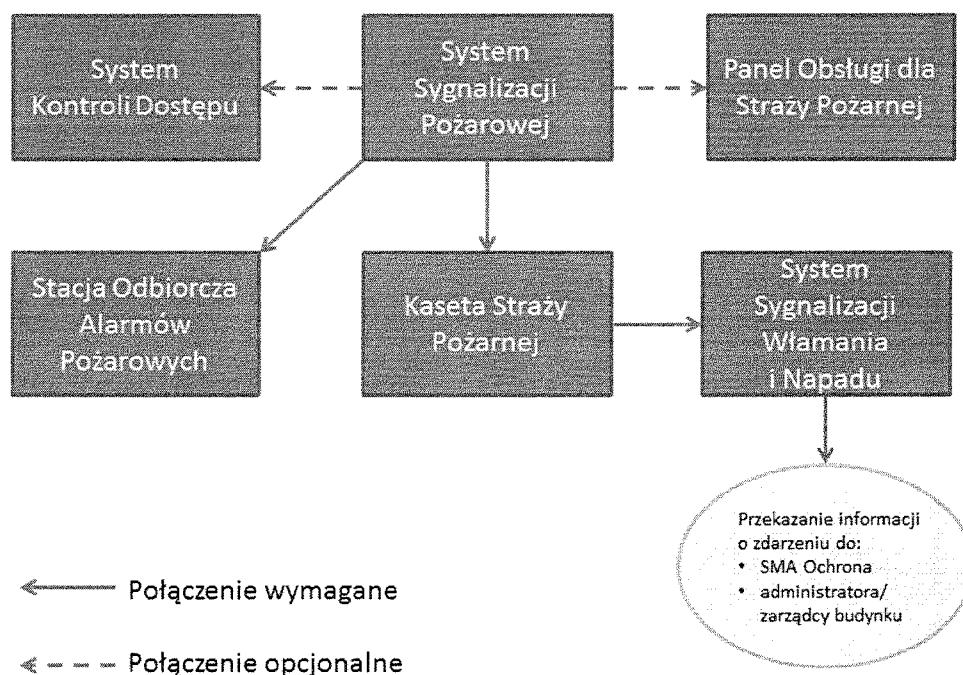 System
Kontroli Dostępu
System
Sygnalizacji
Pożarowej
Panel Obsługi dla
Straży Pożarnej
Stacja Odbiorcza
Alarmów
Pożarowych
Kaseta Straży
Pożarnej
System
Sygnalizacji
Włamania
i Napadu
Przekazanie informacji
o zdarzeniu do:
• SMA Ochrona
• administratora/
zarządcy budynku
Połączenie wymagane
Połączenie opcjonalne